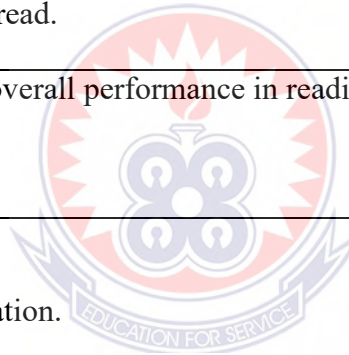 read.
overall performance in readi
ation.
EDUCATION FOR SERVICE